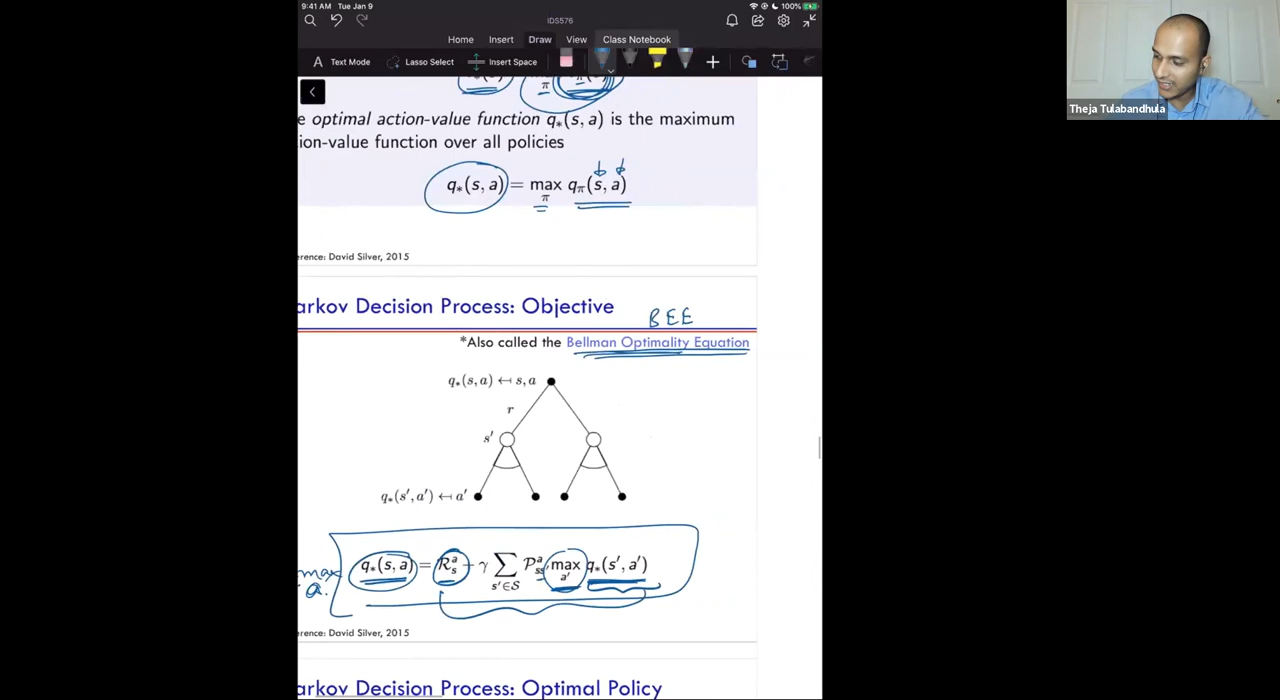 9:41 AM Tue Jan 9
100%
IDS576
Home Insert Draw View Class Notebook
Text Mode Lasso Select Insert Space
e optimal action-value function q*(s, a) is the maximum
ion-value function over all policies
q*(s, a) = max qπ(s, a)
π
erence: David Silver, 2015
arkov Decision Process: Objective
BEE
*Also called the Bellman Optimality Equation
q*(s, a) ↤ s, a
r
s′
q*(s′, a′) ↤ a′
max
a.
q*(s, a) = R^a_s + γ ∑_{s′∈S} P^a_ss max_{a′} q*(s′, a′)
erence: David Silver, 2015
arkov Decision Process: Optimal Policy
Theja Tulabandhula